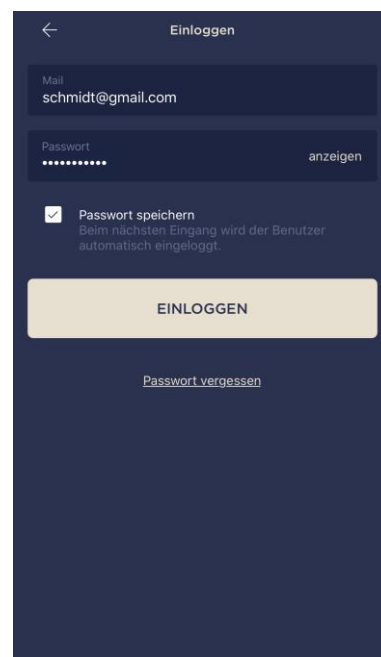 Einloggen
Mail
schmidt@gmail.com
Passwort
•••••••••••
anzeigen
Passwort speichern
Beim nächsten Eingang wird der Benutzer
automatisch eingeloggt.
EINLOGGEN
Passwort vergessen